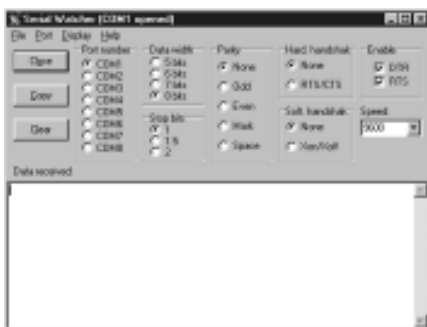 Serial Watcher (COM1 opened)
File Port Display Help
Port number
COM1
COM2
COM3
COM4
COM5
COM6
COM7
COM8
Data width
5 bits
6 bits
7 bits
8 bits
Stop bits
1
1½
2
Parity
None
Odd
Even
Mark
Space
Hard. handshak.
None
RTS/CTS
Soft. handshak.
None
Xon/Xoff
Enable
DTR
RTS
Speed
9600
Close
Clear
Data received